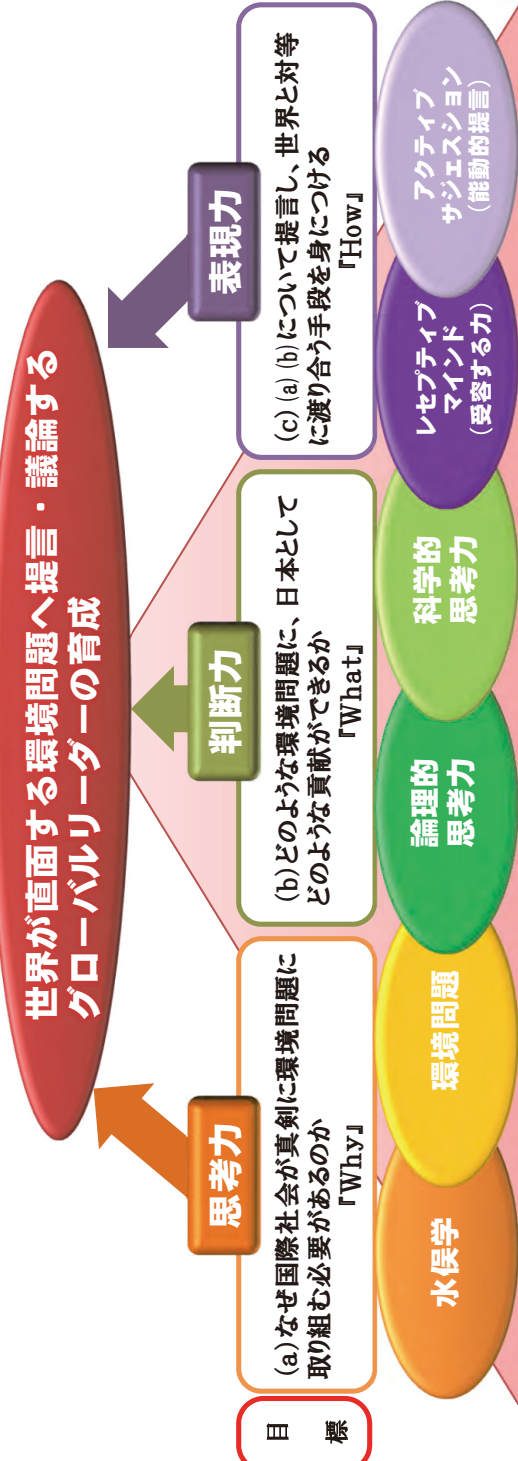 世界が直面する環境問題へ提言・議論する
グローバルリーダーの育成
思考力
判断力
表現力
目標
(a)なぜ国際社会が真剣に環境問題に
取り組む必要があるのか
『Why』
(b)どのような環境問題に、日本として
どのような貢献ができるか
『What』
(c)(a)(b)について提言し、世界と対等
に渡り合う手段を身につける
『How』
水俣学
環境問題
論理的
思考力
科学的
思考力
レセプティブ
マインド
(受容する力)
アクティブ
サジェスション
(能動的提言)